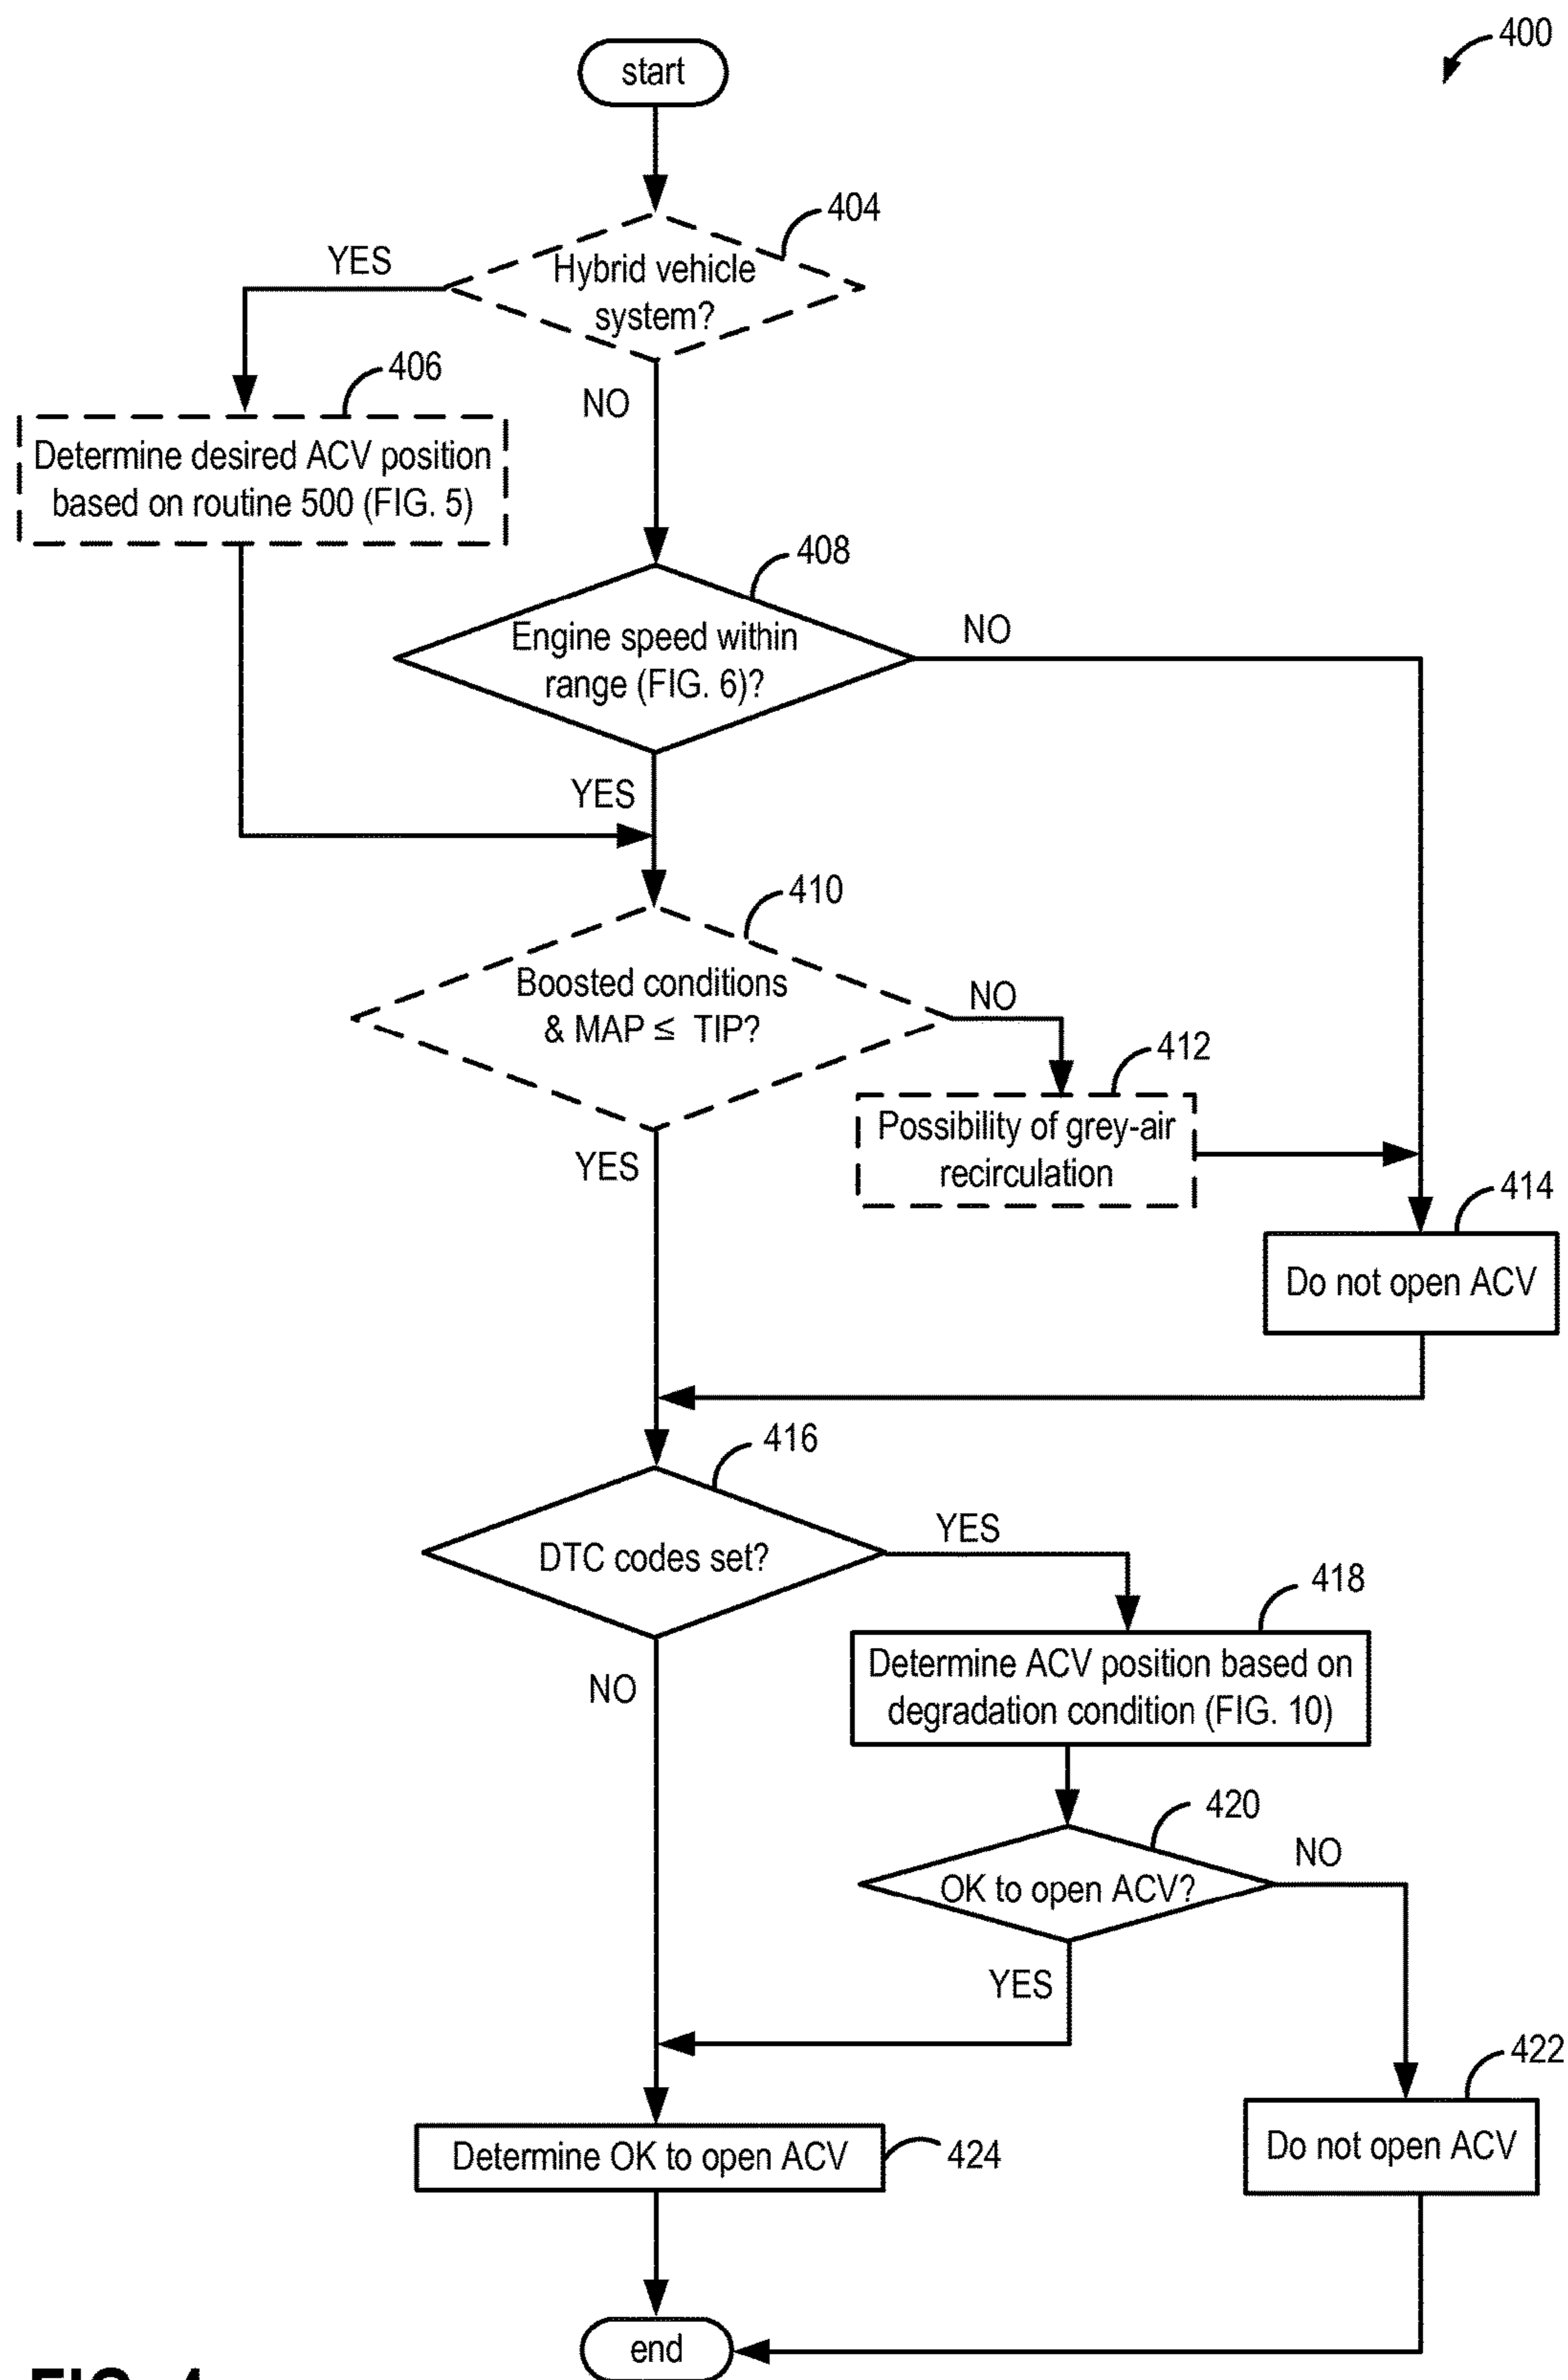 400
start
404
Hybrid vehicle
system?
YES
NO
406
Determine desired ACV position
based on routine 500 (FIG. 5)
408
Engine speed within
range (FIG. 6)?
NO
YES
410
Boosted conditions
& MAP ≤ TIP?
NO
YES
412
Possibility of grey-air
recirculation
414
Do not open ACV
416
DTC codes set?
YES
NO
418
Determine ACV position based on
degradation condition (FIG. 10)
420
OK to open ACV?
NO
YES
422
Do not open ACV
Determine OK to open ACV
424
end